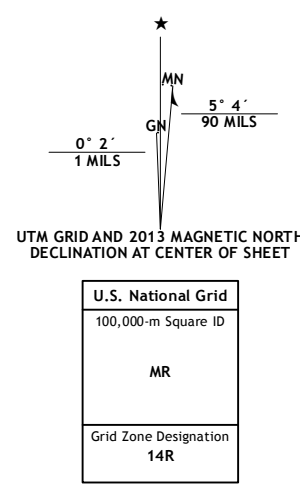 ★
MN
GN
5° 4´
90 MILS
0° 2´
1 MILS
UTM GRID AND 2013 MAGNETIC NORTH
DECLINATION AT CENTER OF SHEET
U.S. National Grid
100,000-m Square ID
MR
Grid Zone Designation
14R